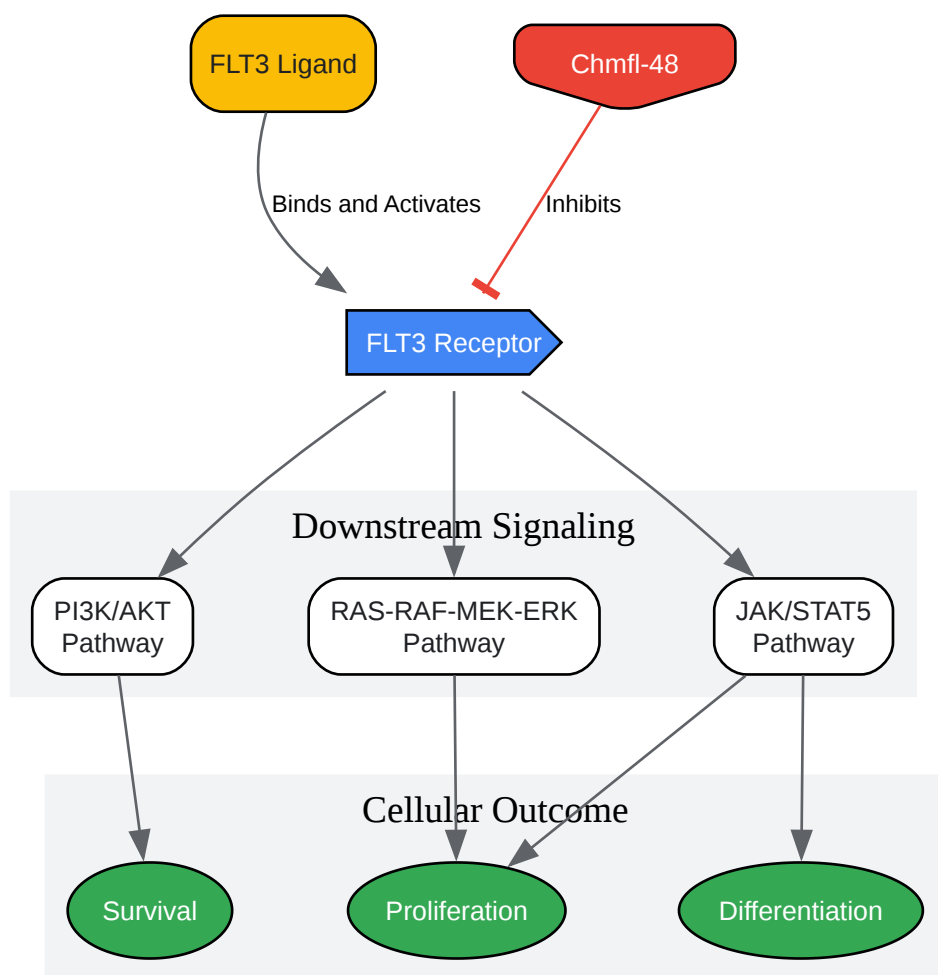 FLT3 Ligand
Chmfl-48
Binds and Activates
Inhibits
FLT3 Receptor
Downstream Signaling
PI3K/AKT
Pathway
RAS-RAF-MEK-ERK
Pathway
JAK/STAT5
Pathway
Cellular Outcome
Survival
Proliferation
Differentiation